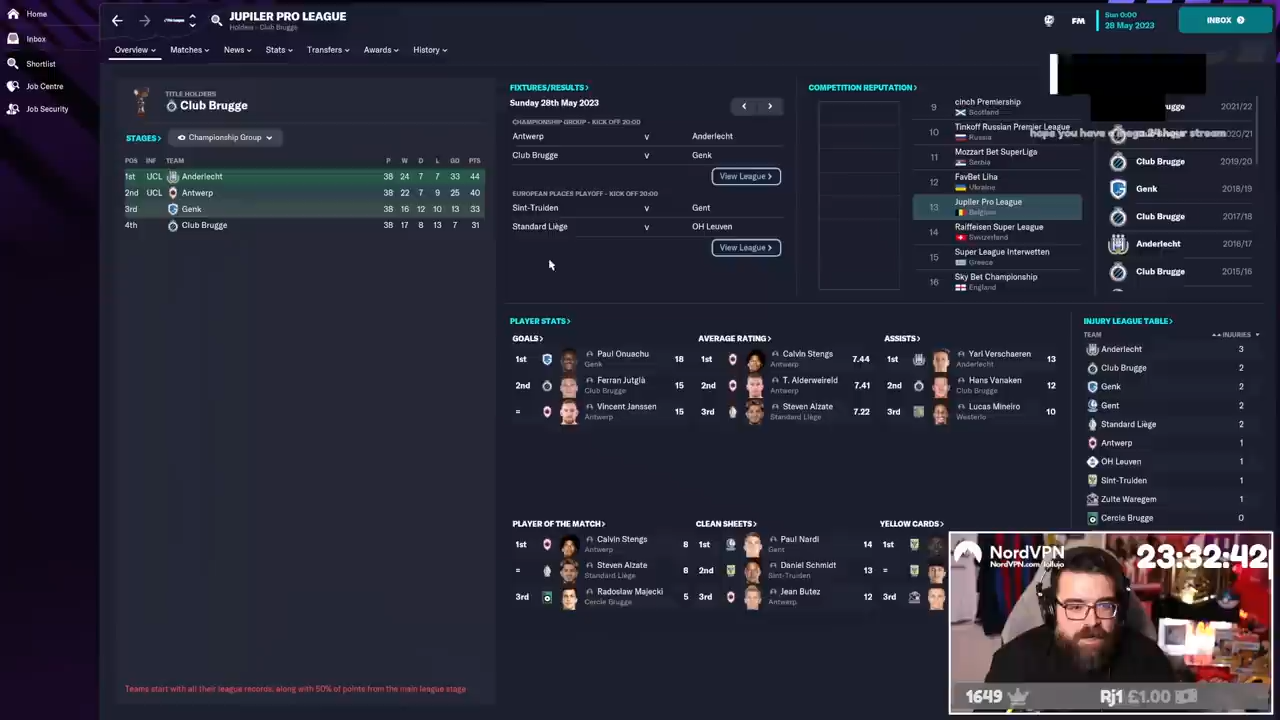 Home
Inbox
Shortlist
Job Centre
Job Security
JUPILER PRO LEAGUE
Holders - Club Brugge
Sun 0:00
28 May 2023
FM
INBOX
Overview
Matches
News
Stats
Transfers
Awards
History
TITLE HOLDERS
Club Brugge
STAGES >
Championship Group
POS INF TEAM P W D L GD PTS
1st UCL Anderlecht 38 24 7 7 33 44
2nd UCL Antwerp 38 22 7 9 25 40
3rd Genk 38 16 12 10 13 33
4th Club Brugge 38 17 8 13 7 31
Teams start with all their league records, along with 50% of points from the main league stage
FIXTURES/RESULTS >
Sunday 28th May 2023
CHAMPIONSHIP GROUP - KICK OFF 20:00
Antwerp v Anderlecht
Club Brugge v Genk
View League >
EUROPEAN PLACES PLAYOFF - KICK OFF 20:00
Sint-Truiden v Gent
Standard Liège v OH Leuven
View League >
COMPETITION REPUTATION >
9 cinch Premiership
Scotland
10 Tinkoff Russian Premier League
Russia
11 Mozzart Bet SuperLiga
Serbia
12 FavBet Liha
Ukraine
13 Jupiler Pro League
Belgium
14 Raiffeisen Super League
Switzerland
15 Super League Interwetten
Greece
16 Sky Bet Championship
England
2021/22
2020/21
hour stream
Club Brugge 2019/20
Genk 2018/19
Club Brugge 2017/18
Anderlecht 2016/17
Club Brugge 2015/16
PLAYER STATS >
GOALS >
1st Paul Onuachu 18
Genk
2nd Ferran Jutglà 15
Club Brugge
= Vincent Janssen 15
Antwerp
AVERAGE RATING >
1st Calvin Stengs 7.44
Antwerp
2nd T. Alderweireld 7.41
Antwerp
3rd Steven Alzate 7.22
Standard Liège
ASSISTS >
1st Yari Verschaeren 13
Anderlecht
2nd Hans Vanaken 12
Club Brugge
3rd Lucas Mineiro 10
Westerlo
PLAYER OF THE MATCH >
1st Calvin Stengs 8
Antwerp
= Steven Alzate 8
Standard Liège
3rd Radosław Majecki 5
Cercle Brugge
CLEAN SHEETS >
1st Paul Nardi 14
Gent
2nd Daniel Schmidt 13
Sint-Truiden
3rd Jean Butez 12
Antwerp
YELLOW CARDS >
1st
=
3rd
INJURY LEAGUE TABLE >
TEAM INJURIES
Anderlecht 3
Club Brugge 2
Genk 2
Gent 2
Standard Liège 2
Antwerp 1
OH Leuven 1
Sint-Truiden 1
Zulte Waregem 1
Cercle Brugge 0
NordVPN
NordVPN.com/lollujo
23:32:42
1649
Rj1 £1.00